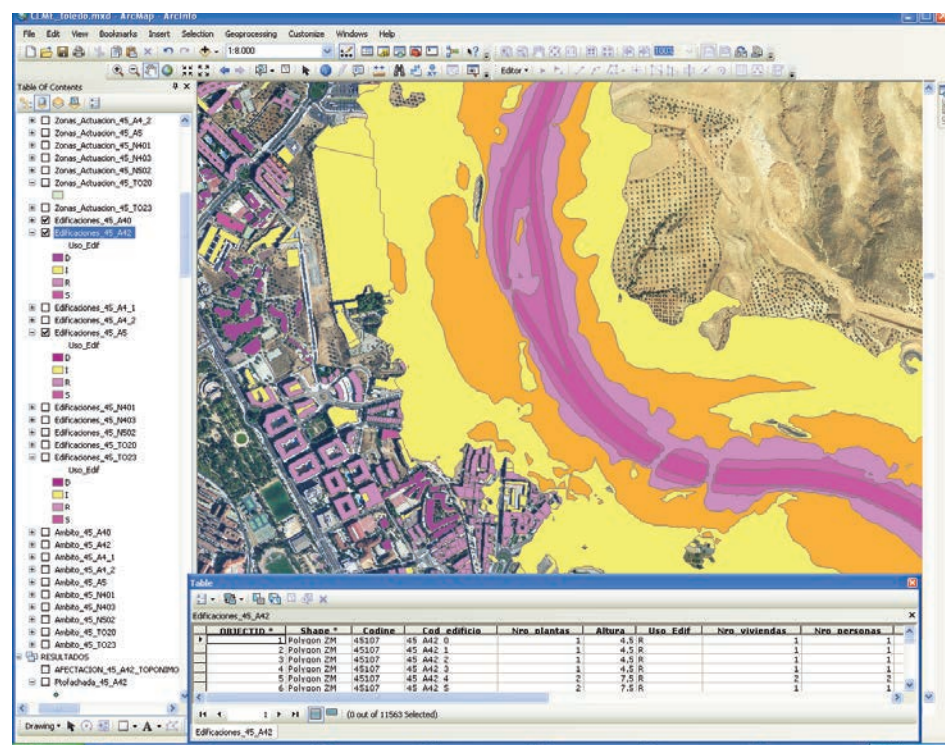 CLMI_Toledo.mxd - ArcMap - ArcInfo
File Edit View Bookmarks Insert Selection Geoprocessing Customize Windows Help
1:8.000
Editor
Table Of Contents
Zonas_Actuacion_45_A4_2
Zonas_Actuacion_45_A5
Zonas_Actuacion_45_N401
Zonas_Actuacion_45_N403
Zonas_Actuacion_45_N502
Zonas_Actuacion_45_TO20
Zonas_Actuacion_45_TO23
Edificaciones_45_A40
Edificaciones_45_A42
Uso_Edif
D
I
R
S
Edificaciones_45_A4_1
Edificaciones_45_A4_2
Edificaciones_45_A5
Uso_Edif
D
I
R
S
Edificaciones_45_N401
Edificaciones_45_N403
Edificaciones_45_N502
Edificaciones_45_TO20
Edificaciones_45_TO23
Uso_Edif
D
I
R
S
Ambito_45_A40
Ambito_45_A42
Ambito_45_A4_1
Ambito_45_A4_2
Ambito_45_A5
Ambito_45_N401
Ambito_45_N403
Ambito_45_N502
Ambito_45_TO20
Ambito_45_TO23
RESULTADOS
AFECTACION_45_A42_TOPONIMO
Ptofachada_45_A42
Drawing
Table
Edificaciones_45_A42
OBJECTID * Shape * Codine Cod_edificio Nro_plantas Altura Uso_Edif Nro_viviendas Nro_personas
1 Polygon ZM 45107 45_A42_0 1 4,5 R 1 1
2 Polygon ZM 45107 45_A42_1 1 4,5 R 1 1
3 Polygon ZM 45107 45_A42_2 1 4,5 R 1 1
4 Polygon ZM 45107 45_A42_3 1 4,5 R 1 1
5 Polygon ZM 45107 45_A42_4 2 7,5 R 2 2
6 Polygon ZM 45107 45_A42_5 2 7,5 R 1 1
1 (0 out of 11563 Selected)
Edificaciones_45_A42